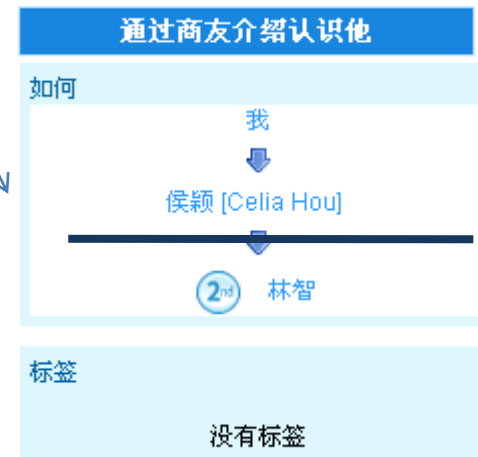 通过商友介绍认识他
如何
我
侯颖 [Celia Hou]
2nd 林智
标签
没有标签